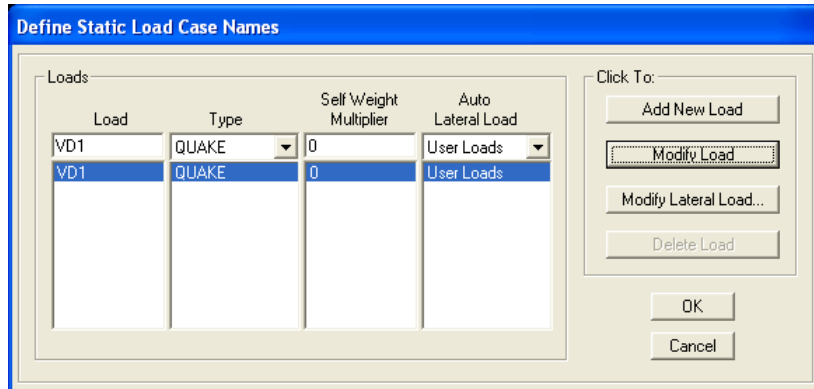 Define Static Load Case Names
Loads
Click To:
Self Weight Auto
Load Type Multiplier Lateral Load
Add New Load
VD1 QUAKE 0 User Loads
Modify Load
VD1 QUAKE 0 User Loads
Modify Lateral Load...
Delete Load
OK
Cancel